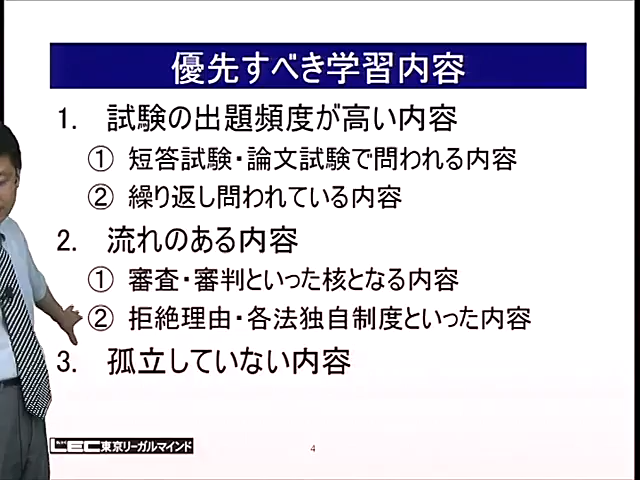 優先すべき学習内容
1. 試験の出題頻度が高い内容
① 短答試験・論文試験で問われる内容
② 繰り返し問われている内容
2. 流れのある内容
① 審査・審判といった核となる内容
② 拒絶理由・各法独自制度といった内容
3. 孤立していない内容
LEC東京リーガルマインド
4